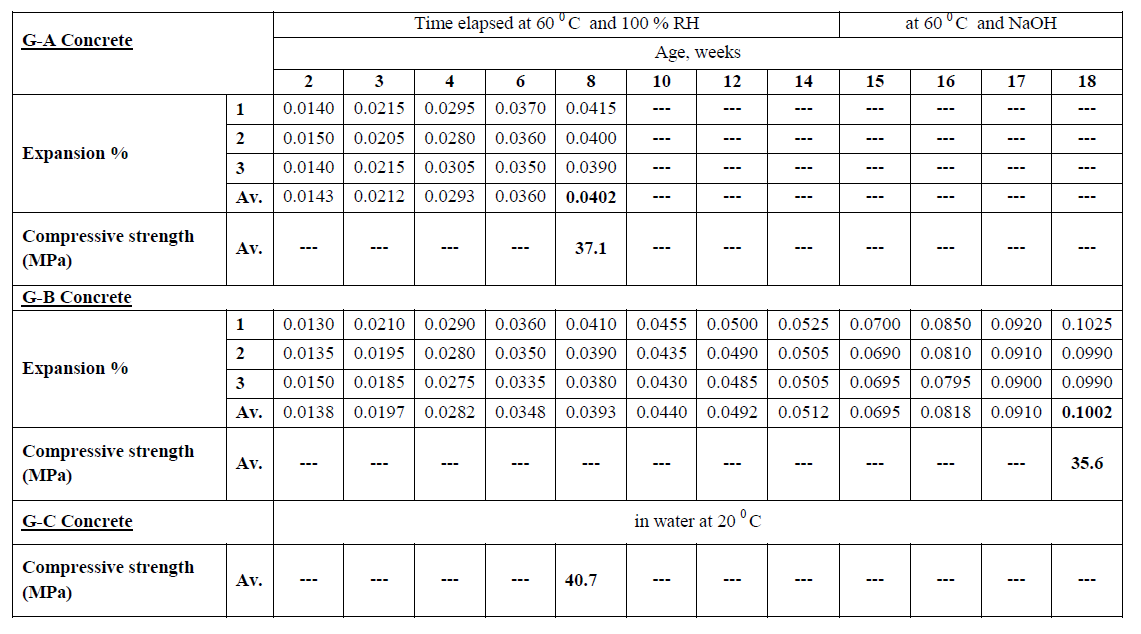 G-A Concrete
Time elapsed at 60 ⁰C and 100 % RH at 60 ⁰C and NaOH
Age, weeks
2 3 4 6 8 10 12 14 15 16 17 18
Expansion %
1 0.0140 0.0215 0.0295 0.0370 0.0415 --- --- --- --- --- --- ---
2 0.0150 0.0205 0.0280 0.0360 0.0400 --- --- --- --- --- --- ---
3 0.0140 0.0215 0.0305 0.0350 0.0390 --- --- --- --- --- --- ---
Av. 0.0143 0.0212 0.0293 0.0360 0.0402 --- --- --- --- --- --- ---
Compressive strength
(MPa)
Av. --- --- --- --- 37.1 --- --- --- --- --- --- ---
G-B Concrete
Expansion %
1 0.0130 0.0210 0.0290 0.0360 0.0410 0.0455 0.0500 0.0525 0.0700 0.0850 0.0920 0.1025
2 0.0135 0.0195 0.0280 0.0350 0.0390 0.0435 0.0490 0.0505 0.0690 0.0810 0.0910 0.0990
3 0.0150 0.0185 0.0275 0.0335 0.0380 0.0430 0.0485 0.0505 0.0695 0.0795 0.0900 0.0990
Av. 0.0138 0.0197 0.0282 0.0348 0.0393 0.0440 0.0492 0.0512 0.0695 0.0818 0.0910 0.1002
Compressive strength
(MPa)
Av. --- --- --- --- --- --- --- --- --- --- --- 35.6
G-C Concrete
in water at 20 ⁰C
Compressive strength
(MPa)
Av. --- --- --- --- 40.7 --- --- --- --- --- --- ---